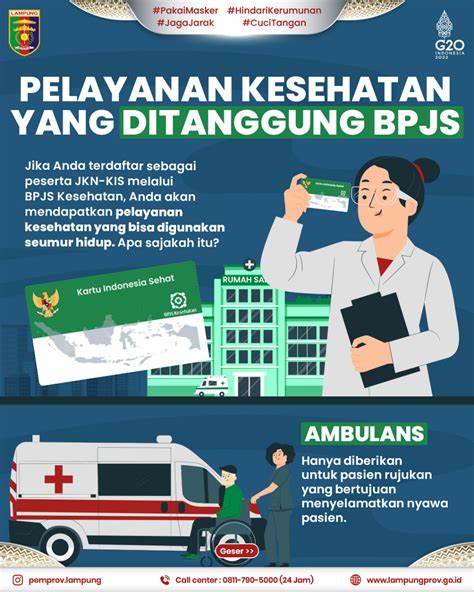 LAMPUNG
#PakaiMasker #HindariKerumunan
#JagaJarak #CuciTangan
G20
INDONESIA
2022
PELAYANAN KESEHATAN
YANG DITANGGUNG BPJS
Jika Anda terdaftar sebagai
peserta JKN-KIS melalui
BPJS Kesehatan, Anda akan
mendapatkan pelayanan
kesehatan yang bisa digunakan
seumur hidup. Apa sajakah itu?
Kartu Indonesia Sehat
Kartu Indonesia Sehat
BPJS Kesehatan
RUMAH SA
AMBULANS
Hanya diberikan
untuk pasien rujukan
yang bertujuan
menyelamatkan nyawa
pasien.
Geser >>
pemprov.lampung
Call center : 0811-790-5000 (24 Jam)
www.lampungprov.go.id